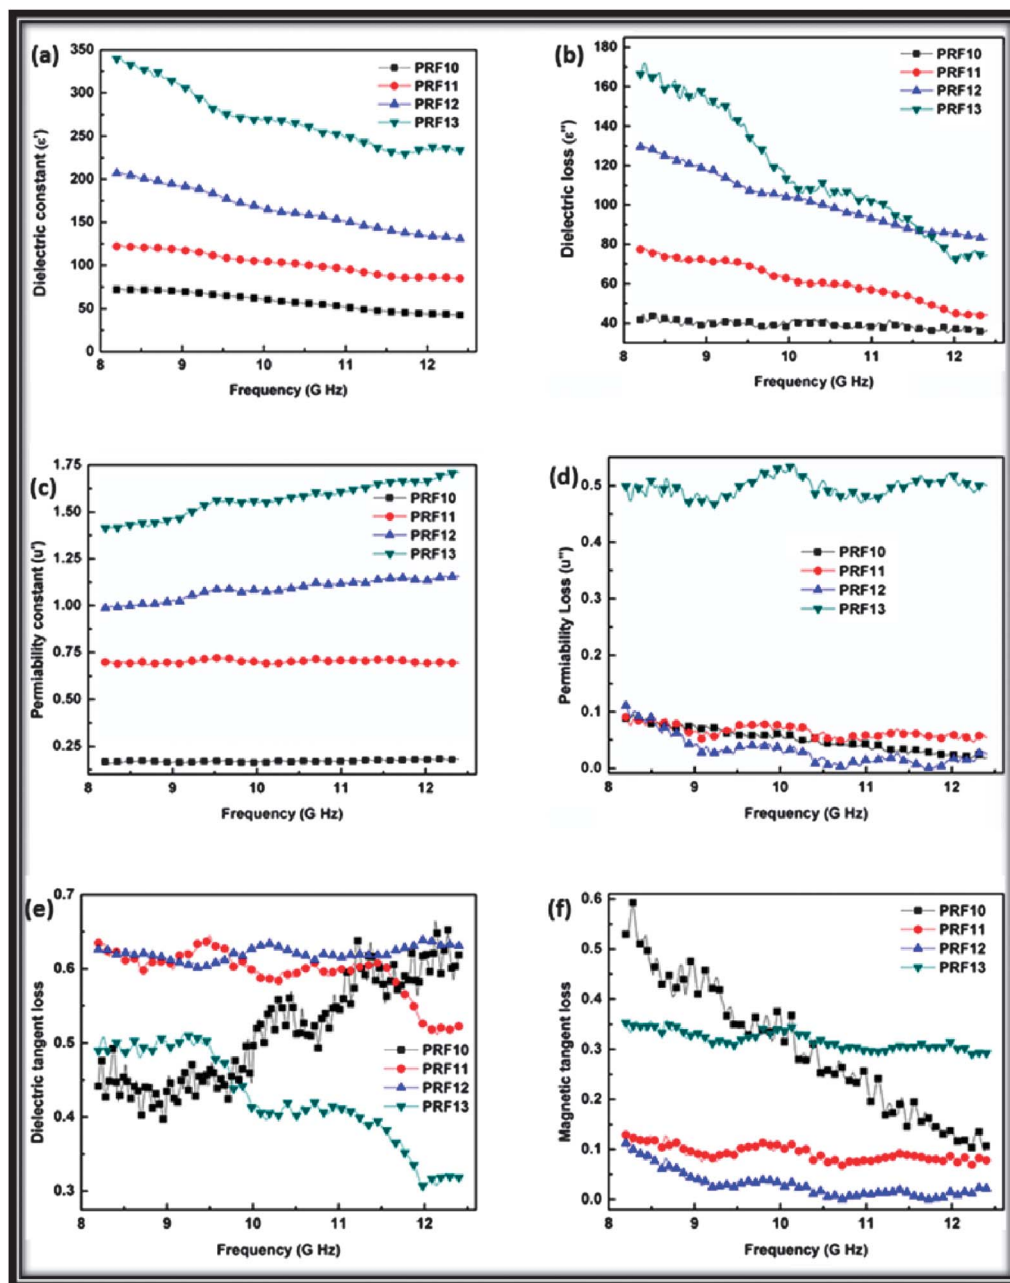 (a)
PRF10
PRF11
PRF12
PRF13
Dielectric constant (ε')
350
300
250
200
150
100
50
0
8 9 10 11 12
Frequency (G Hz)
(b)
PRF10
PRF11
PRF12
PRF13
Dielectric loss (ε'')
180
160
140
120
100
80
60
40
8 9 10 11 12
Frequency (G Hz)
(c)
PRF10
PRF11
PRF12
PRF13
Permiability constant (u')
1.75
1.50
1.25
1.00
0.75
0.50
0.25
8 9 10 11 12
Frequency (G Hz)
(d)
PRF10
PRF11
PRF12
PRF13
Permiability Loss (u'')
0.5
0.4
0.3
0.2
0.1
0.0
8 9 10 11 12
Frequency (G Hz)
(e)
PRF10
PRF11
PRF12
PRF13
Dielectric tangent loss
0.7
0.6
0.5
0.4
0.3
8 9 10 11 12
Frequency (G Hz)
(f)
PRF10
PRF11
PRF12
PRF13
Magnetic tangent loss
0.6
0.5
0.4
0.3
0.2
0.1
0.0
8 9 10 11 12
Frequency (G Hz)